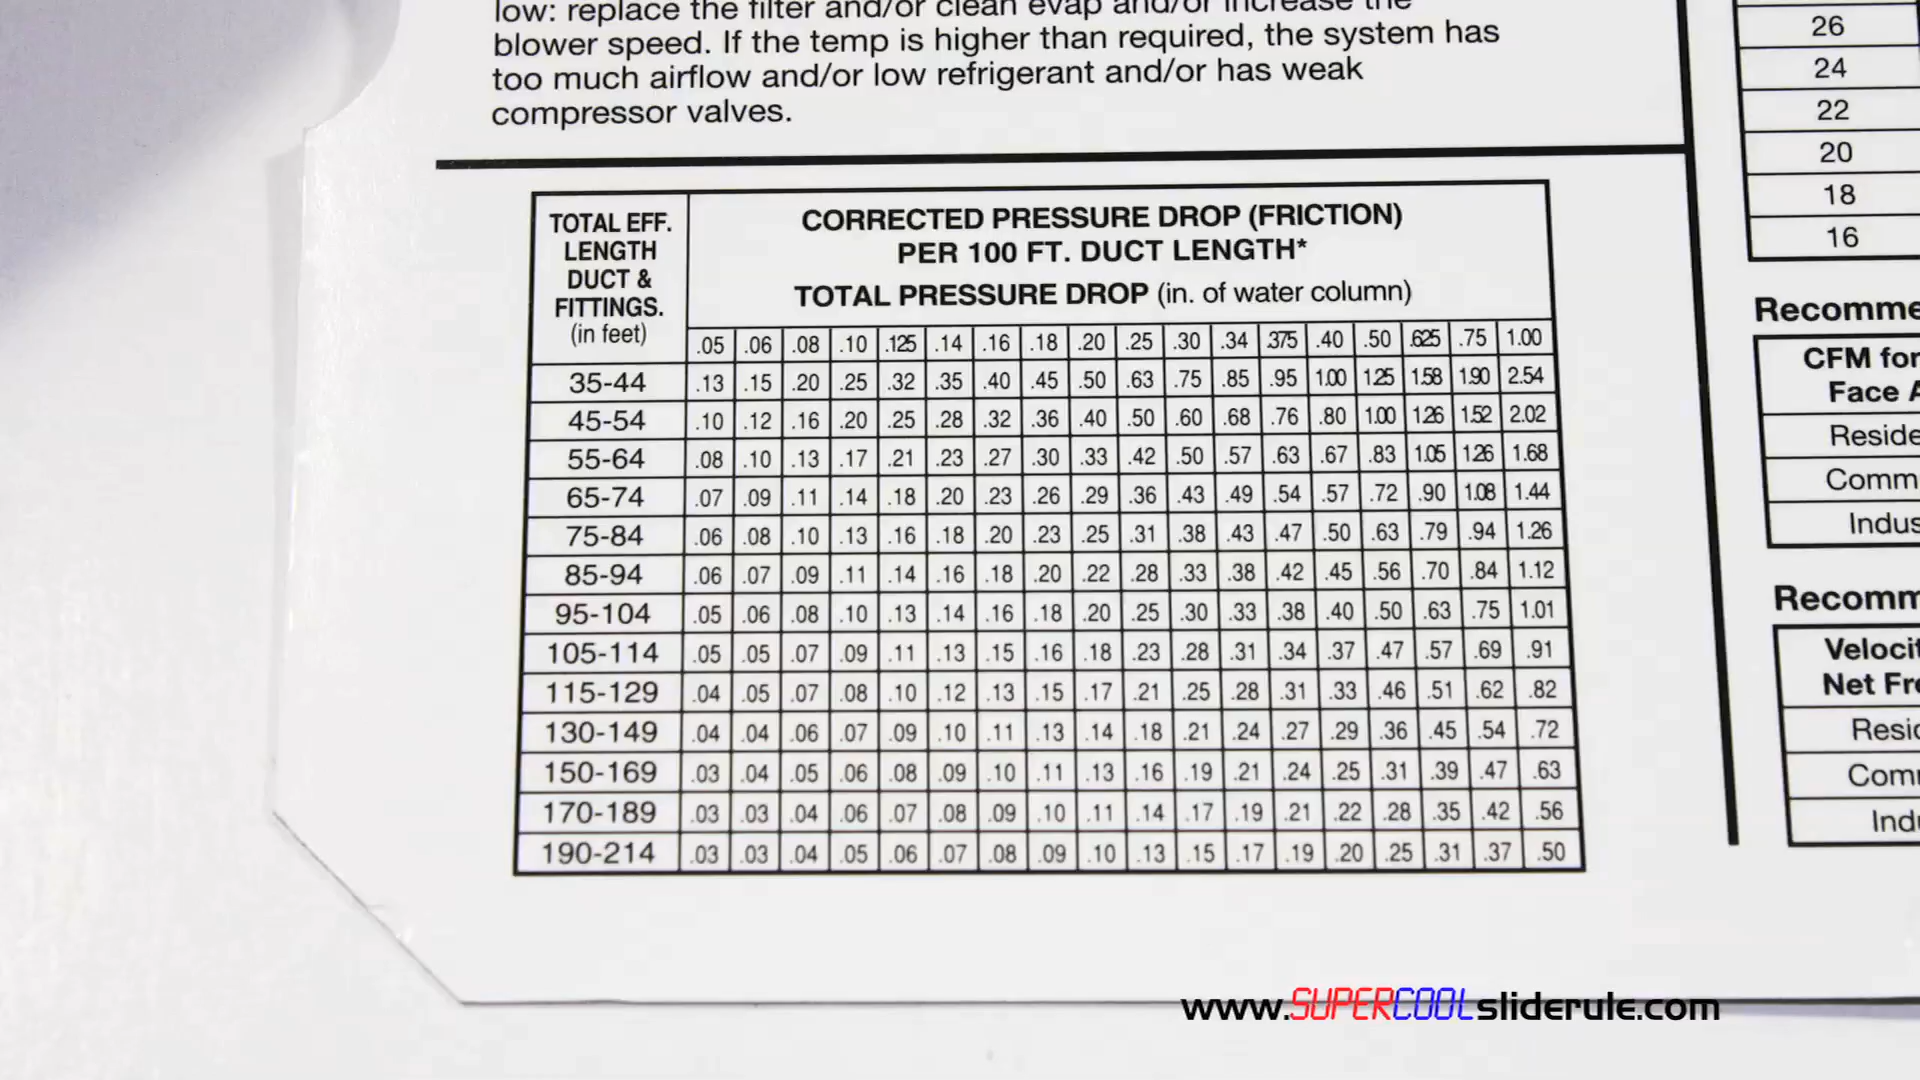 low: replace the filter and/or clean evap and/or increase the
blower speed. If the temp is higher than required, the system has
too much airflow and/or low refrigerant and/or has weak
compressor valves.
TOTAL EFF.
LENGTH
DUCT &
FITTINGS.
(in feet)
CORRECTED PRESSURE DROP (FRICTION)
PER 100 FT. DUCT LENGTH*
TOTAL PRESSURE DROP (in. of water column)
.05 .06 .08 .10 .125 .14 .16 .18 .20 .25 .30 .34 .375 .40 .50 .625 .75 1.00
35-44 .13 .15 .20 .25 .32 .35 .40 .45 .50 .63 .75 .85 .95 1.00 1.25 1.58 1.90 2.54
45-54 .10 .12 .16 .20 .25 .28 .32 .36 .40 .50 .60 .68 .76 .80 1.00 1.26 1.52 2.02
55-64 .08 .10 .13 .17 .21 .23 .27 .30 .33 .42 .50 .57 .63 .67 .83 1.05 1.26 1.68
65-74 .07 .09 .11 .14 .18 .20 .23 .26 .29 .36 .43 .49 .54 .57 .72 .90 1.08 1.44
75-84 .06 .08 .10 .13 .16 .18 .20 .23 .25 .31 .38 .43 .47 .50 .63 .79 .94 1.26
85-94 .06 .07 .09 .11 .14 .16 .18 .20 .22 .28 .33 .38 .42 .45 .56 .70 .84 1.12
95-104 .05 .06 .08 .10 .13 .14 .16 .18 .20 .25 .30 .33 .38 .40 .50 .63 .75 1.01
105-114 .05 .05 .07 .09 .11 .13 .15 .16 .18 .23 .28 .31 .34 .37 .47 .57 .69 .91
115-129 .04 .05 .07 .08 .10 .12 .13 .15 .17 .21 .25 .28 .31 .33 .46 .51 .62 .82
130-149 .04 .04 .06 .07 .09 .10 .11 .13 .14 .18 .21 .24 .27 .29 .36 .45 .54 .72
150-169 .03 .04 .05 .06 .08 .09 .10 .11 .13 .16 .19 .21 .24 .25 .31 .39 .47 .63
170-189 .03 .03 .04 .06 .07 .08 .09 .10 .11 .14 .17 .19 .21 .22 .28 .35 .42 .56
190-214 .03 .03 .04 .05 .06 .07 .08 .09 .10 .13 .15 .17 .19 .20 .25 .31 .37 .50
26
24
22
20
18
16
Recomme
CFM for
Face A
Reside
Comm
Indus
Recomm
Velocit
Net Fre
Resid
Comm
Indu
www.SUPERCOOLsliderule.com